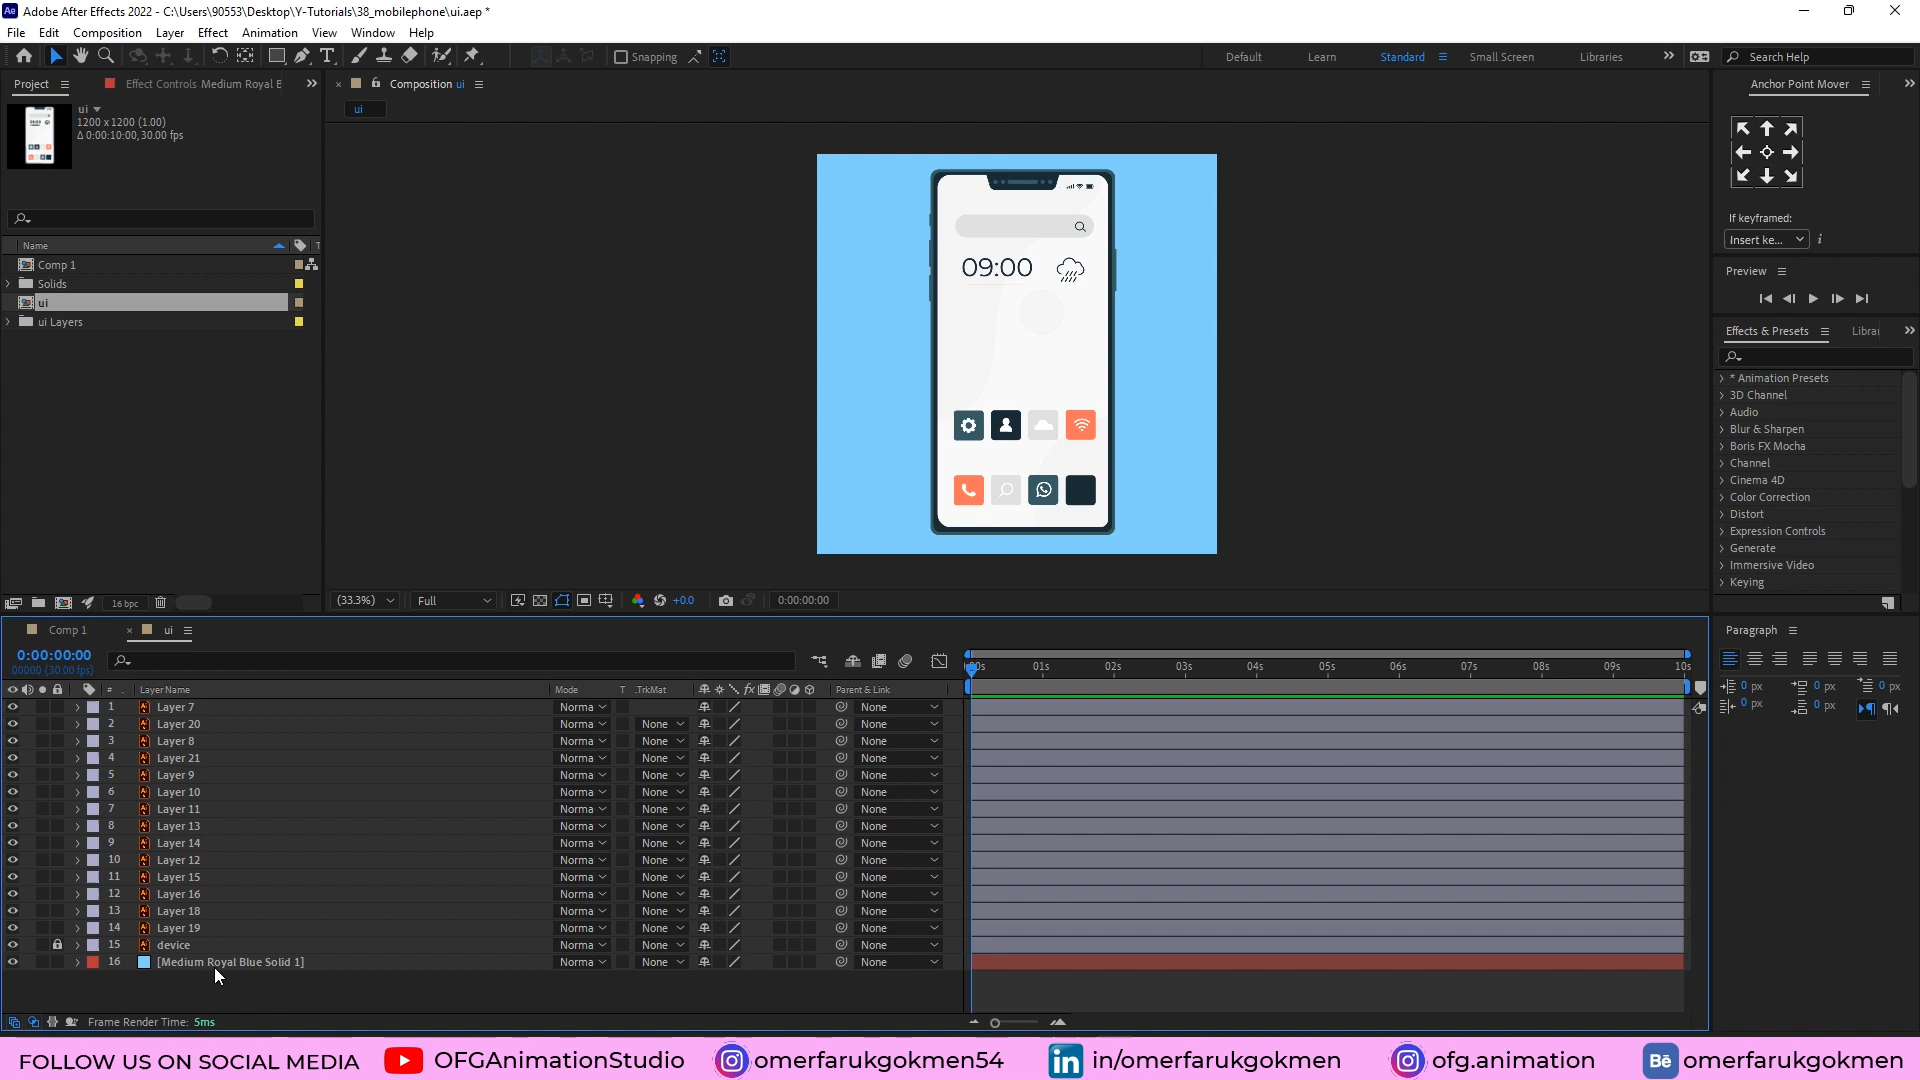 Ae Adobe After Effects 2022 - C:\Users\90553\Desktop\Y-Tutorials\38_mobilephone\ui.aep *
File Edit Composition Layer Effect Animation View Window Help
Snapping Default Learn Standard Small Screen Libraries Search Help
Project Effect Controls Medium Royal E
Composition ui
Anchor Point Mover
ui
1200 x 1200 (1.00)
Δ 0:00:10:00, 30.00 fps
ui
If keyframed:
Insert ke...
Preview
Name
Comp 1
Solids
ui
ui Layers
09:00
Effects & Presets Librar
* Animation Presets
3D Channel
Audio
Blur & Sharpen
Boris FX Mocha
Channel
Cinema 4D
Color Correction
Distort
Expression Controls
Generate
Immersive Video
Keying
16 bpc
(33.3%) Full +0.0 0:00:00:00
Comp 1 ui
Paragraph
0:00:00:00
00000 (30.00 fps)
01s 02s 03s 04s 05s 06s 07s 08s 09s 10s
# Layer Name Mode T .TrkMat Parent & Link
0 px 0 px 0 px
0 px 0 px
1 Layer 7 Norma None
2 Layer 20 Norma None None
3 Layer 8 Norma None None
4 Layer 21 Norma None None
5 Layer 9 Norma None None
6 Layer 10 Norma None None
7 Layer 11 Norma None None
8 Layer 13 Norma None None
9 Layer 14 Norma None None
10 Layer 12 Norma None None
11 Layer 15 Norma None None
12 Layer 16 Norma None None
13 Layer 18 Norma None None
14 Layer 19 Norma None None
15 device Norma None None
16 [Medium Royal Blue Solid 1] Norma None None
Frame Render Time: 5ms
FOLLOW US ON SOCIAL MEDIA OFGAnimationStudio omerfarukgokmen54 in in/omerfarukgokmen ofg.animation Bē omerfarukgokmen